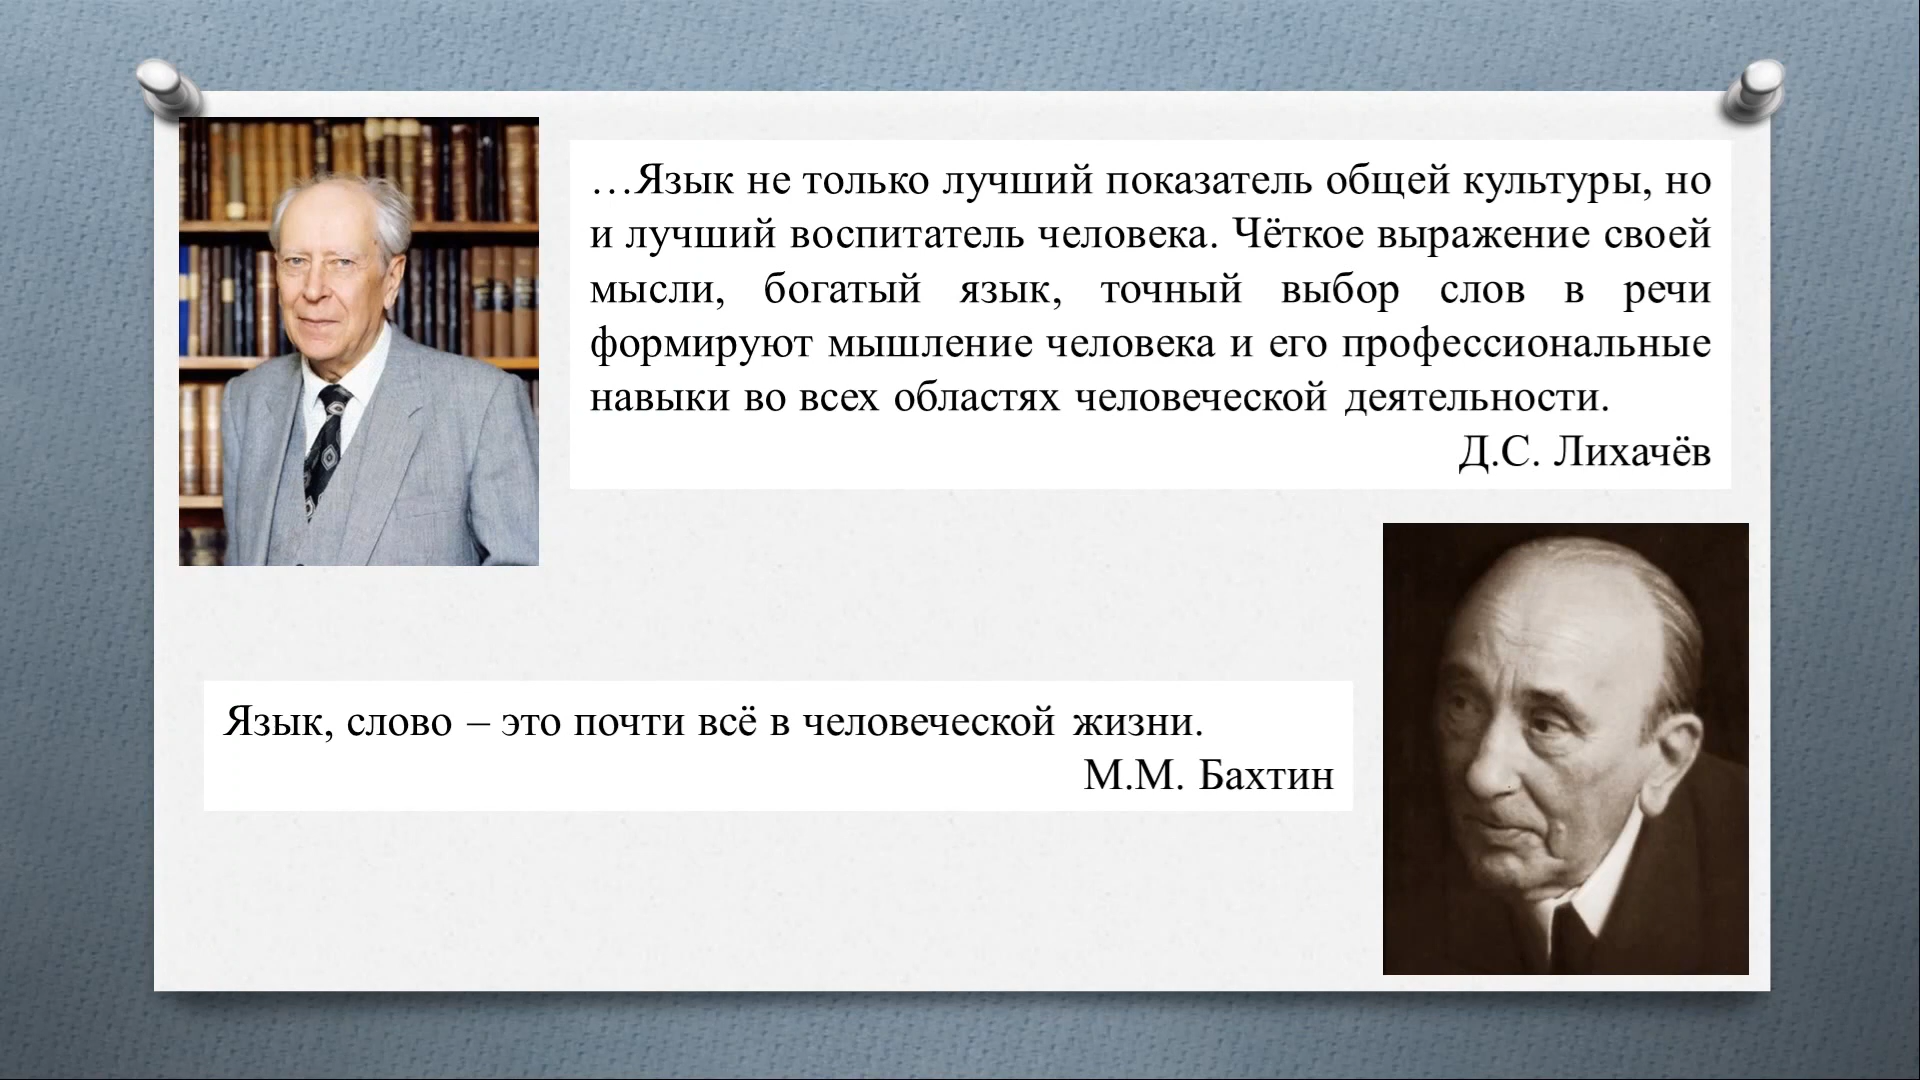 …Язык не только лучший показатель общей культуры, но
и лучший воспитатель человека. Чёткое выражение своей
мысли, богатый язык, точный выбор слов в речи
формируют мышление человека и его профессиональные
навыки во всех областях человеческой деятельности.
Д.С. Лихачёв
Язык, слово – это почти всё в человеческой жизни.
М.М. Бахтин